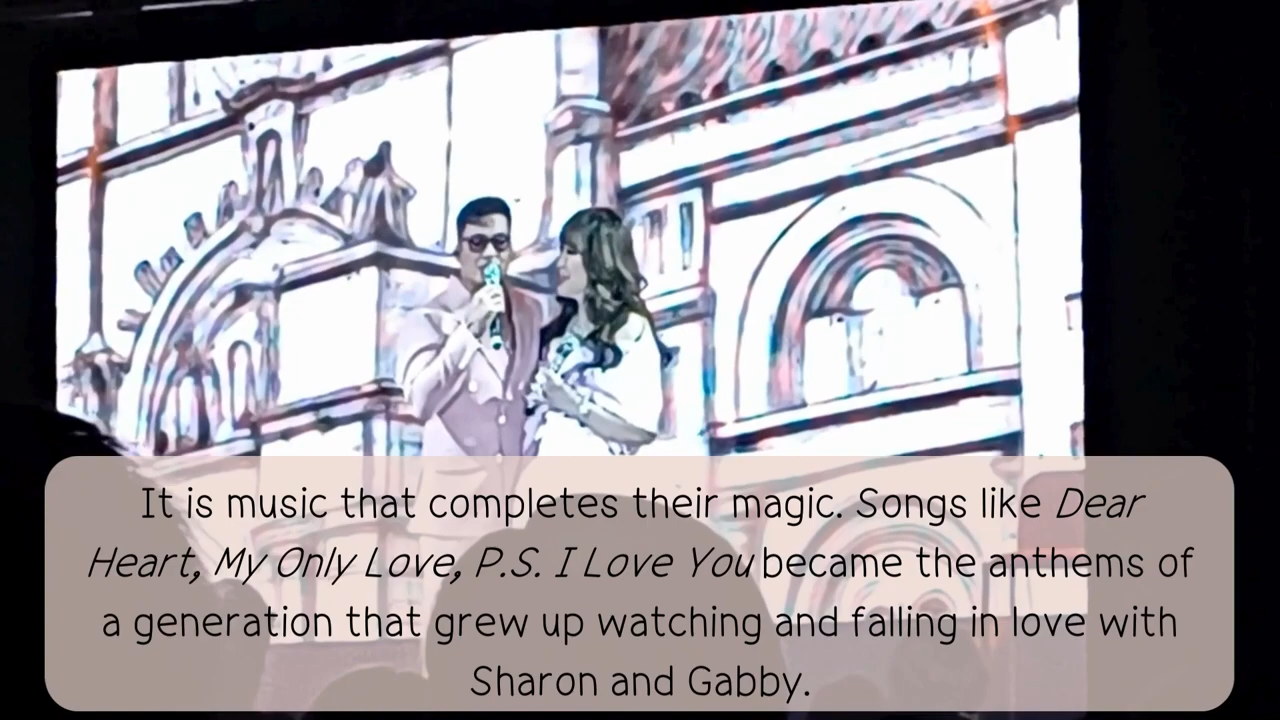 It is music that completes their magic. Songs like Dear
Heart, My Only Love, P.S. I Love You became the anthems of
a generation that grew up watching and falling in love with
Sharon and Gabby.